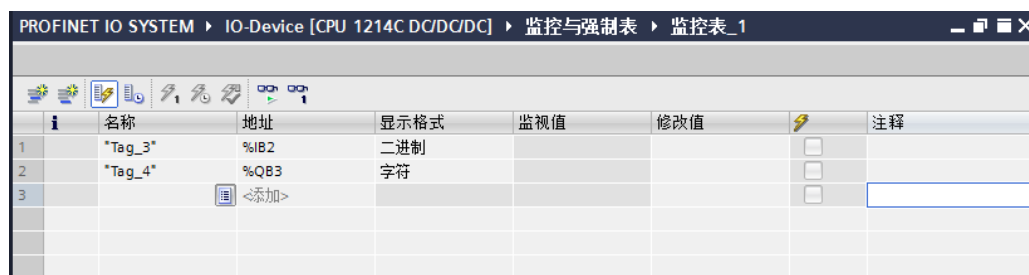 PROFINET IO SYSTEM ▸ IO-Device [CPU 1214C DC/DC/DC] ▸ 监控与强制表 ▸ 监控表_1
i 名称 地址 显示格式 监视值 修改值 注释
1 "Tag_3" %IB2 二进制
2 "Tag_4" %QB3 字符
3 <添加>